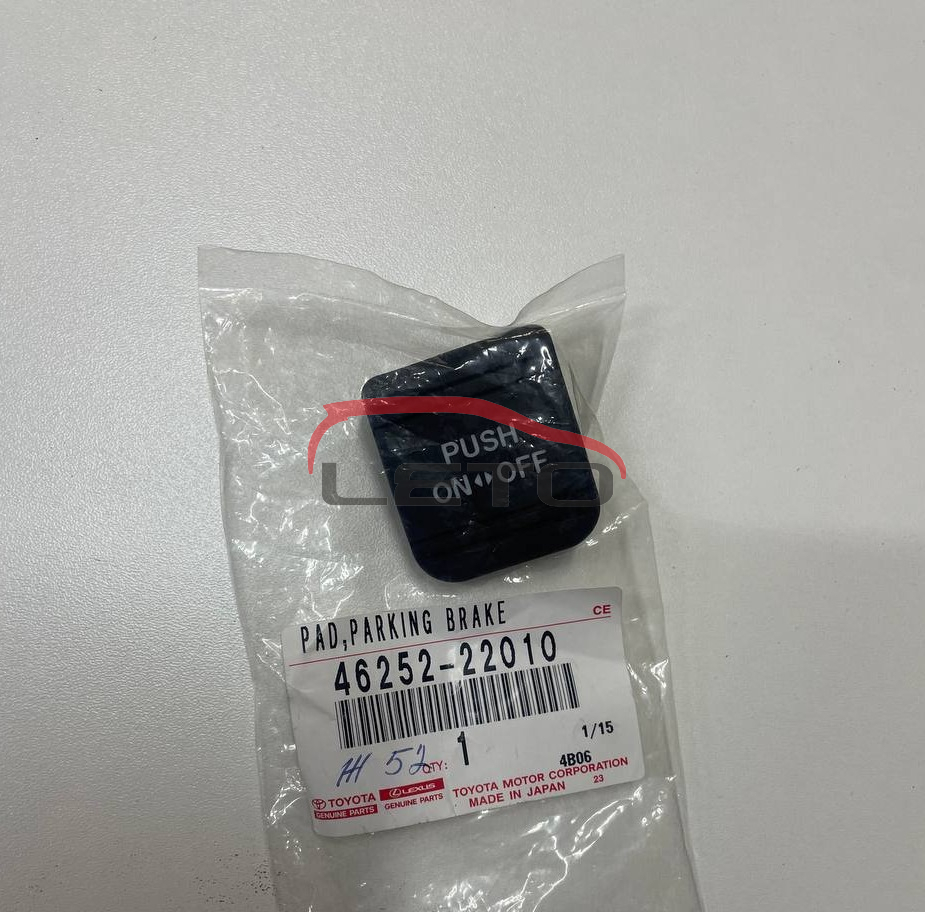 PUSH
ON OFF
LETO
PAD,PARKING BRAKE
CE
46252-22010
1/15
52 QTY: 1
4B06
TOYOTA
GENUINE PARTS
LEXUS
GENUINE PARTS
TOYOTA MOTOR CORPORATION
MADE IN JAPAN 23